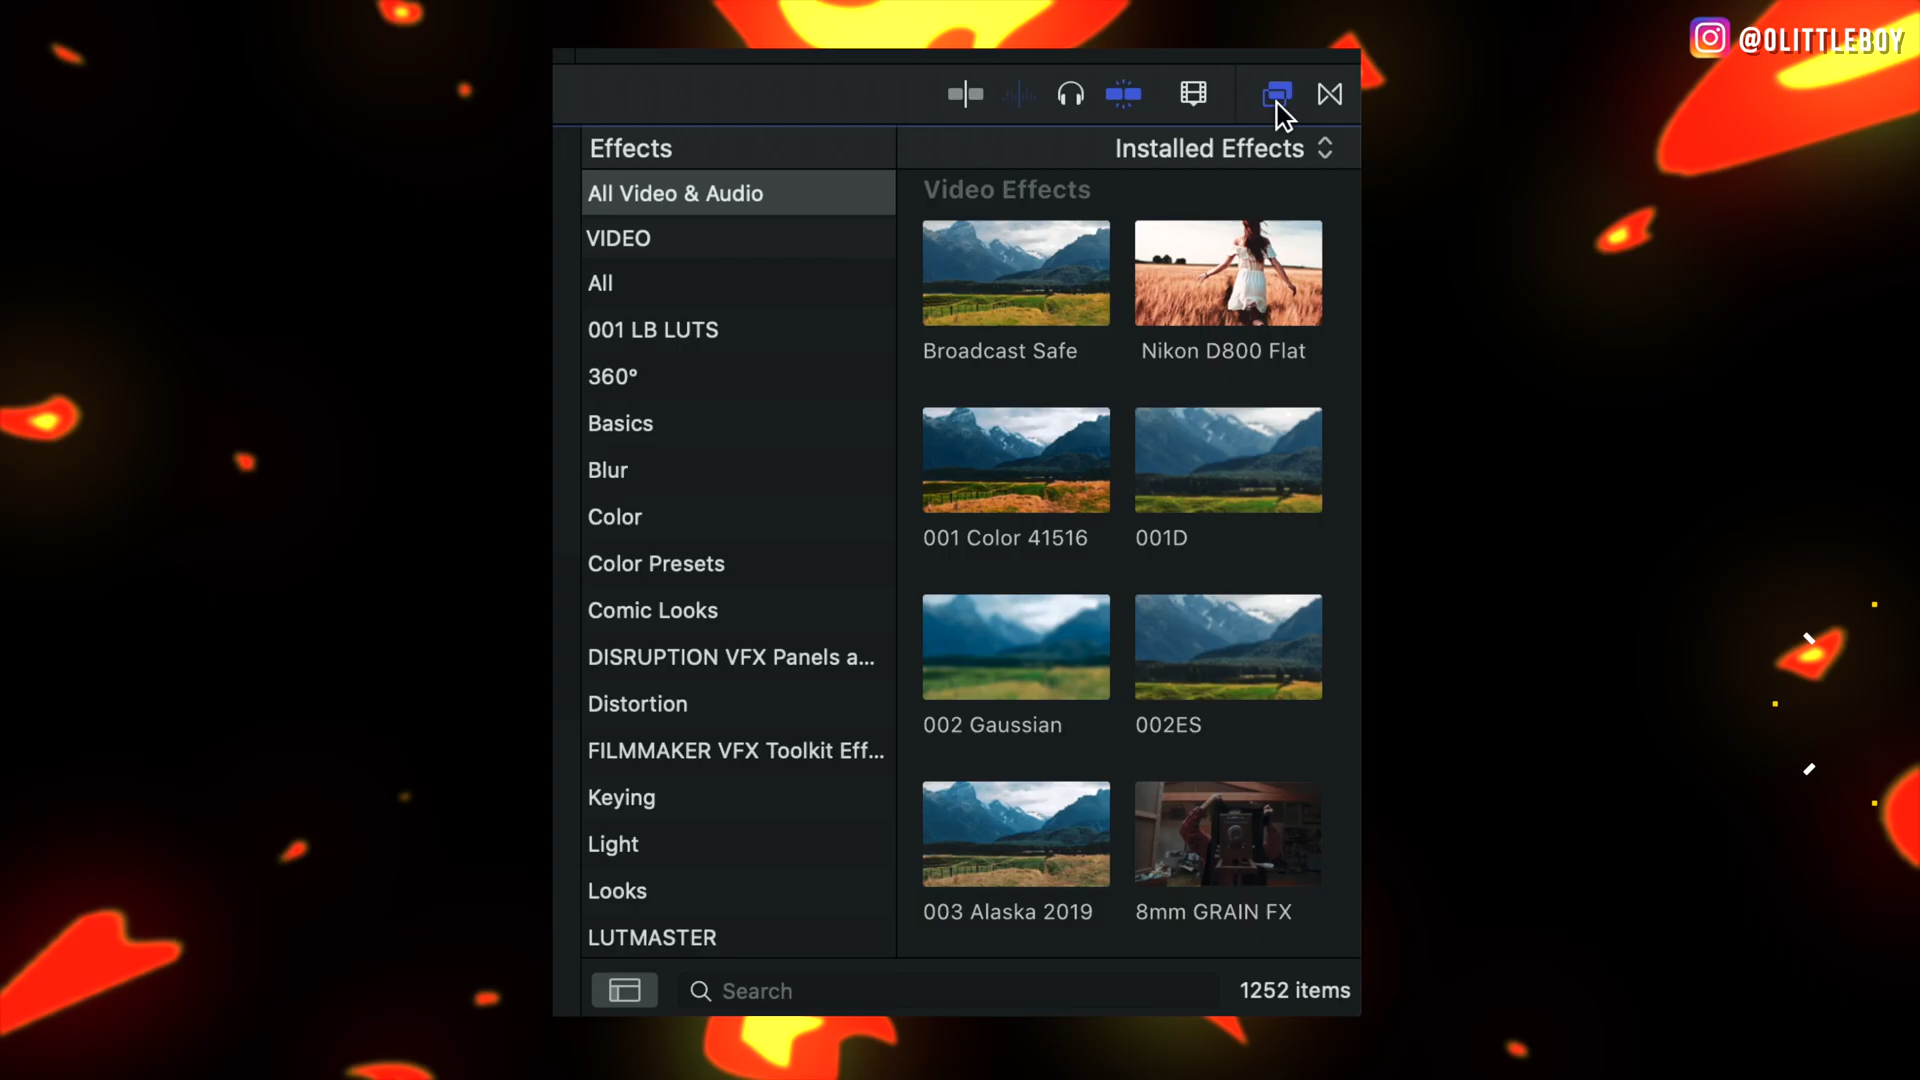 @OLITTLEBOY
Effects
Installed Effects
All Video & Audio
VIDEO
All
001 LB LUTS
360°
Basics
Blur
Color
Color Presets
Comic Looks
DISRUPTION VFX Panels a...
Distortion
FILMMAKER VFX Toolkit Eff...
Keying
Light
Looks
LUTMASTER
Video Effects
Broadcast Safe
Nikon D800 Flat
001 Color 41516
001D
002 Gaussian
002ES
003 Alaska 2019
8mm GRAIN FX
Search
1252 items